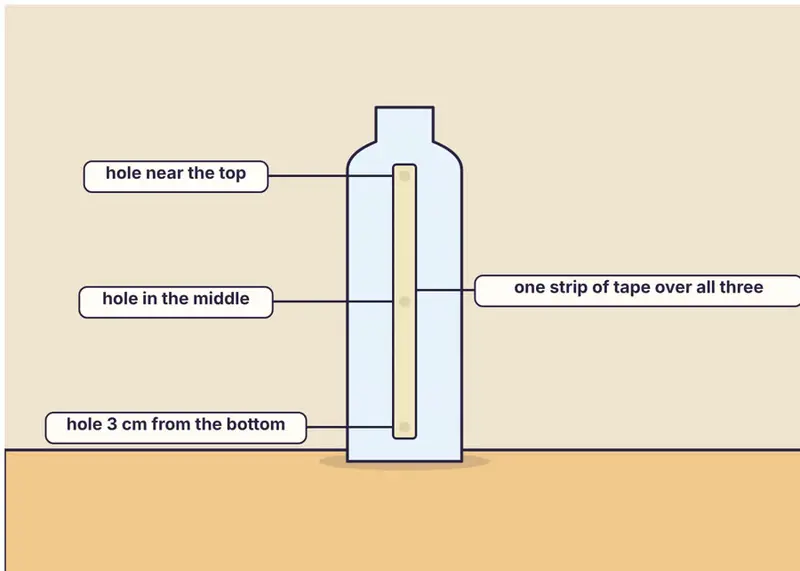 hole near the top
one strip of tape over all three
hole in the middle
hole 3 cm from the bottom